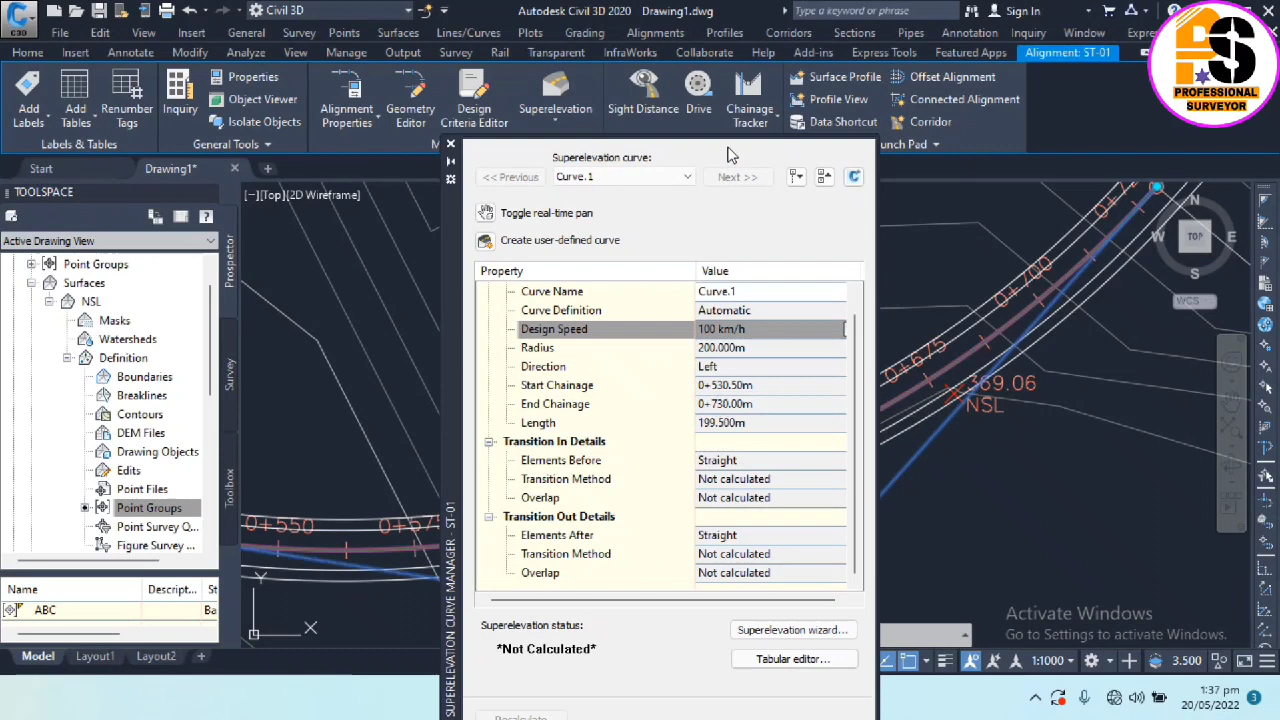 C3D
Civil 3D
Autodesk Civil 3D 2020
Drawing1.dwg
Type a keyword or phrase
Sign In
File Edit View Insert General Survey Points Surfaces Lines/Curves Plots Grading Alignments Profiles Corridors Sections Pipes Annotation Inquiry Window Expr
Home Insert Annotate Modify Analyze View Manage Output Survey Rail Transparent InfraWorks Collaborate Help Add-ins Express Tools Featured Apps Alignment: ST-01
Add Labels
Add Tables
Renumber Tags
Labels & Tables
Inquiry
Properties
Object Viewer
Isolate Objects
General Tools
Alignment Properties
Geometry Editor
Design Criteria Editor
Superelevation
Sight Distance
Drive
Change Tracker
Surface Profile
Profile View
Data Shortcut
Offset Alignment
Connected Alignment
Corridor
Launch Pad
PROFESSIONAL
SURVEYOR
Start
Drawing1*
TOOLSPACE
Active Drawing View
Point Groups
Surfaces
NSL
Masks
Watersheds
Definition
Boundaries
Breaklines
Contours
DEM Files
Drawing Objects
Edits
Point Files
Point Groups
Point Survey Q...
Figure Survey ...
Name Descript... St
ABC Ba
Prospector
Survey
Toolbox
[−][TOP][2D Wireframe]
0+550
Y
X
SUPERELEVATION CURVE MANAGER - ST-01
Superelevation curve:
<< Previous
Curve.1
Next >>
Toggle real-time pan
Create user-defined curve
Property Value
Curve Name Curve.1
Curve Definition Automatic
Design Speed 100 km/h
Radius 200.000m
Direction Left
Start Chainage 0+530.50m
End Chainage 0+730.00m
Length 199.500m
Transition In Details
Elements Before Straight
Transition Method Not calculated
Overlap Not calculated
Transition Out Details
Elements After Straight
Transition Method Not calculated
Overlap Not calculated
Superelevation status:
*Not Calculated*
Superelevation wizard...
Tabular editor...
Recalculate
0+700
0+675
369.06
NSL
N
W
TOP
E
S
WCS
Activate Windows
Go to Settings to activate Windows.
Model Layout1 Layout2 +
1:1000
3.500
1:37 pm
20/05/2022
3